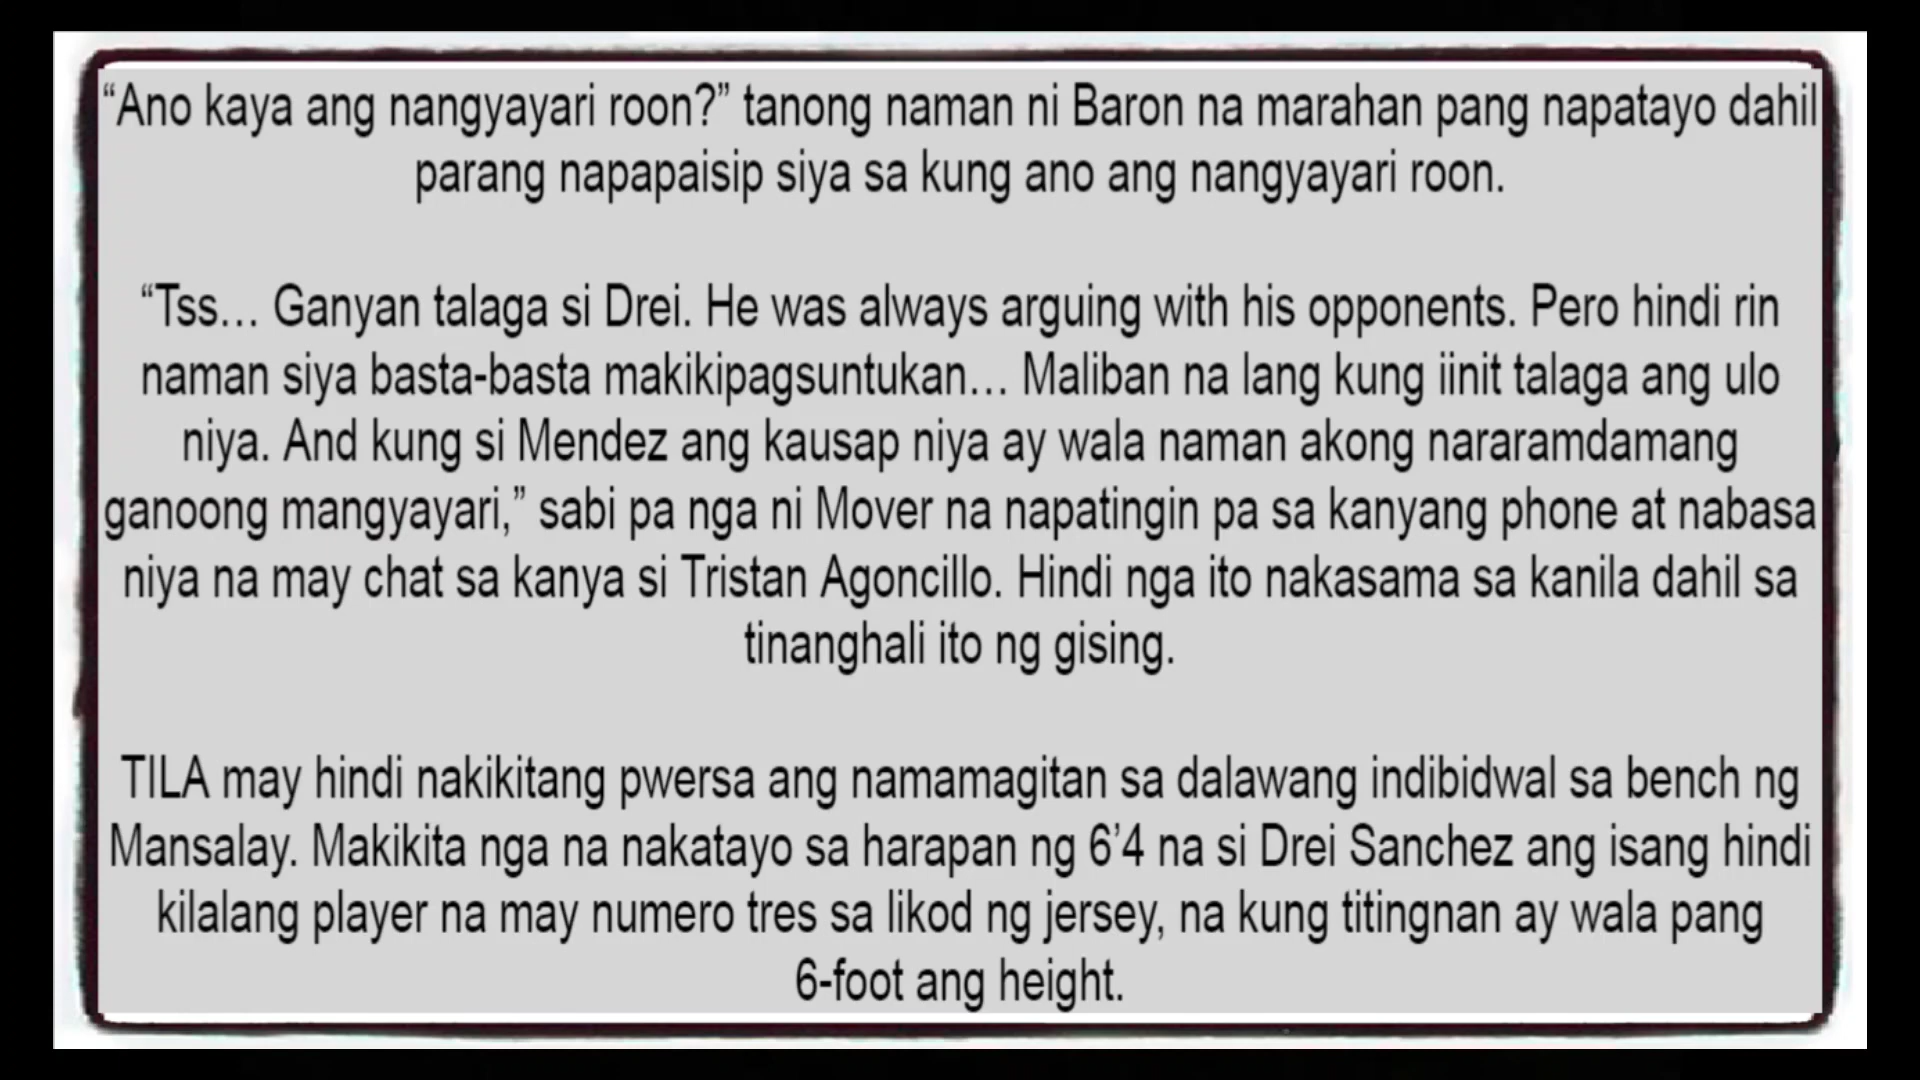 “Ano kaya ang nangyayari roon?” tanong naman ni Baron na marahan pang napatayo dahil
parang napapaisip siya sa kung ano ang nangyayari roon.
“Tss… Ganyan talaga si Drei. He was always arguing with his opponents. Pero hindi rin
naman siya basta-basta makikipagsuntukan… Maliban na lang kung iinit talaga ang ulo
niya. And kung si Mendez ang kausap niya ay wala naman akong nararamdamang
ganoong mangyayari,” sabi pa nga ni Mover na napatingin pa sa kanyang phone at nabasa
niya na may chat sa kanya si Tristan Agoncillo. Hindi nga ito nakasama sa kanila dahil sa
tinanghali ito ng gising.
TILA may hindi nakikitang pwersa ang namamagitan sa dalawang indibidwal sa bench ng
Mansalay. Makikita nga na nakatayo sa harapan ng 6’4 na si Drei Sanchez ang isang hindi
kilalang player na may numero tres sa likod ng jersey, na kung titingnan ay wala pang
6-foot ang height.